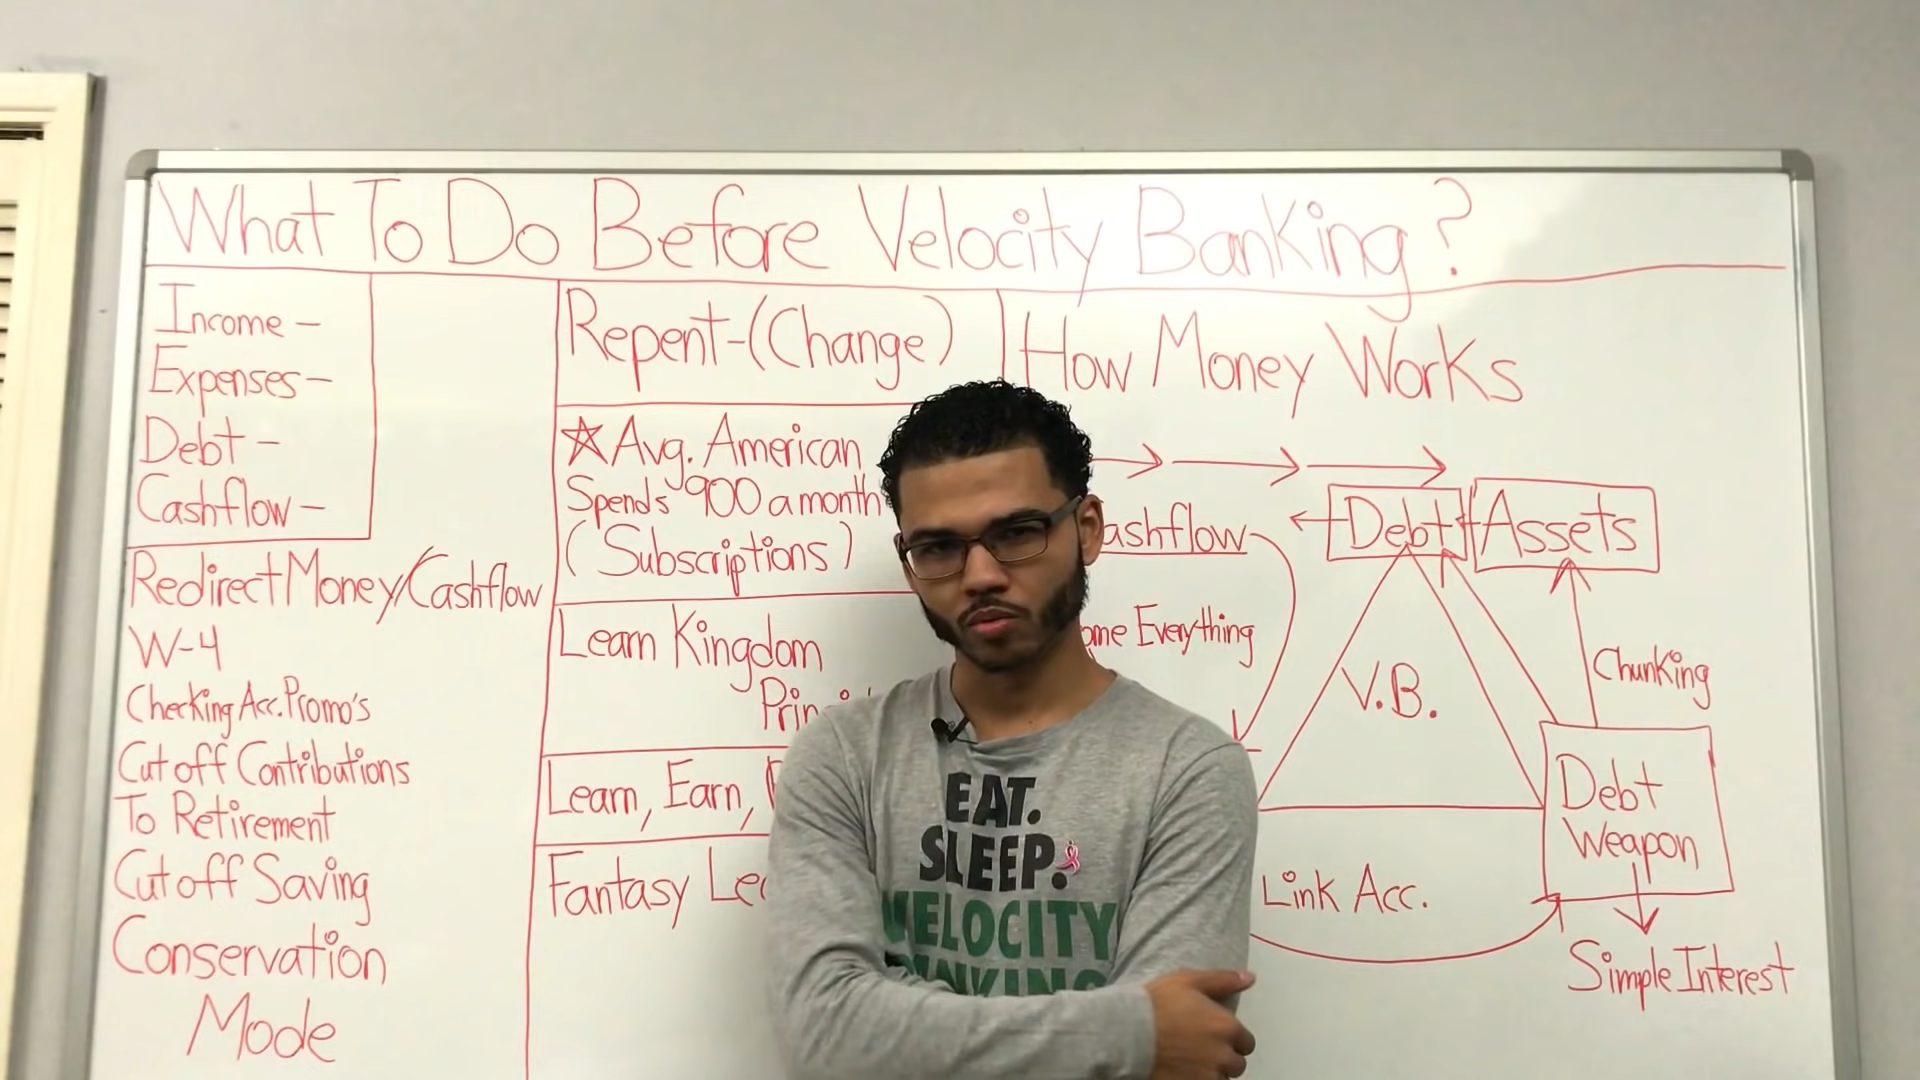 What To Do Before Velocity Banking?
Income -
Expenses -
Debt -
Cashflow -
Redirect Money/Cashflow
W-4
Checking Acc. Promo's
Cut off Contributions
To Retirement
Cut off Saving
Conservation
Mode
Repent-(Change)
☆Avg. American
Spends 900 a month
(Subscriptions)
Learn Kingdom
Learn, Earn,
Fantasy
How Money Works
ashflow
Debt
Assets
Everything
V.B.
Chunking
Debt
Weapon
Link Acc.
Simple Interest
EAT.
SLEEP.
VELOCITY